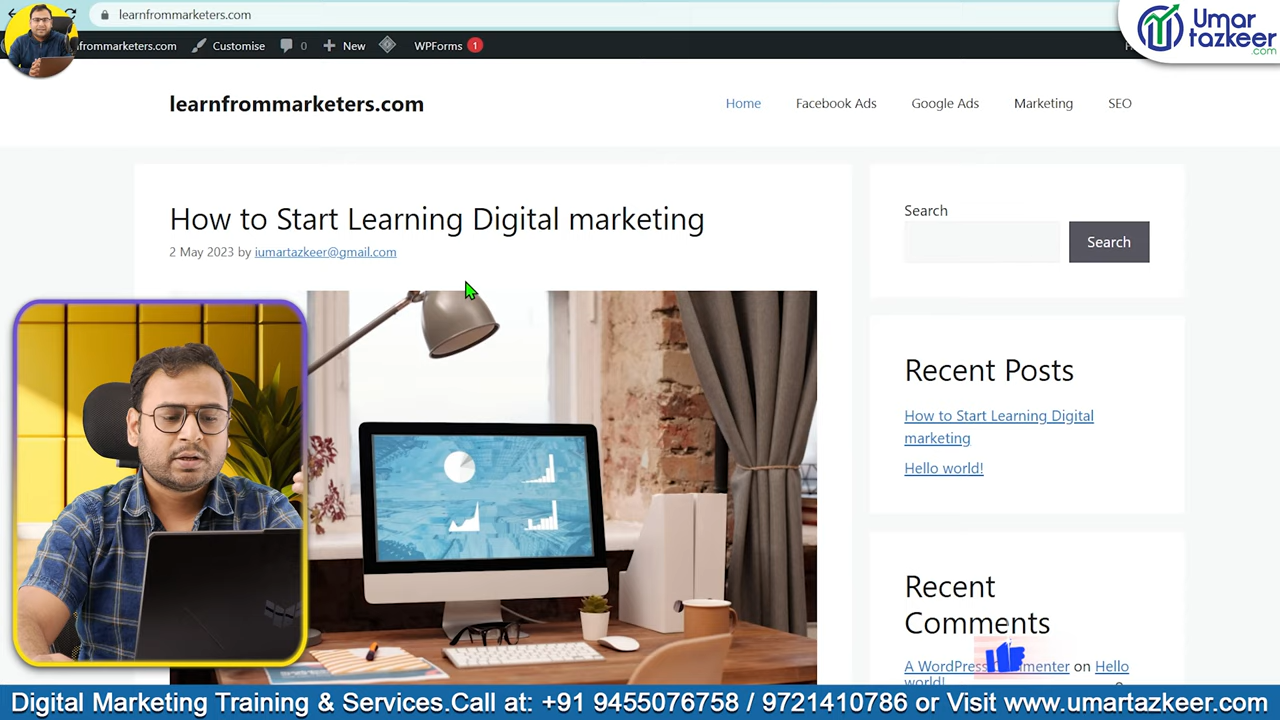 learnfrommarketers.com
frommarketers.com Customise 0 New WPForms 1
Umar
tazkeer
.com
learnfrommarketers.com
Home Facebook Ads Google Ads Marketing SEO
How to Start Learning Digital marketing
2 May 2023 by iumartazkeer@gmail.com
Search
Search
Recent Posts
How to Start Learning Digital
marketing
Hello world!
Recent
Comments
A WordPress Commenter on Hello
world!
Digital Marketing Training & Services.Call at: +91 9455076758 / 9721410786 or Visit www.umartazkeer.com